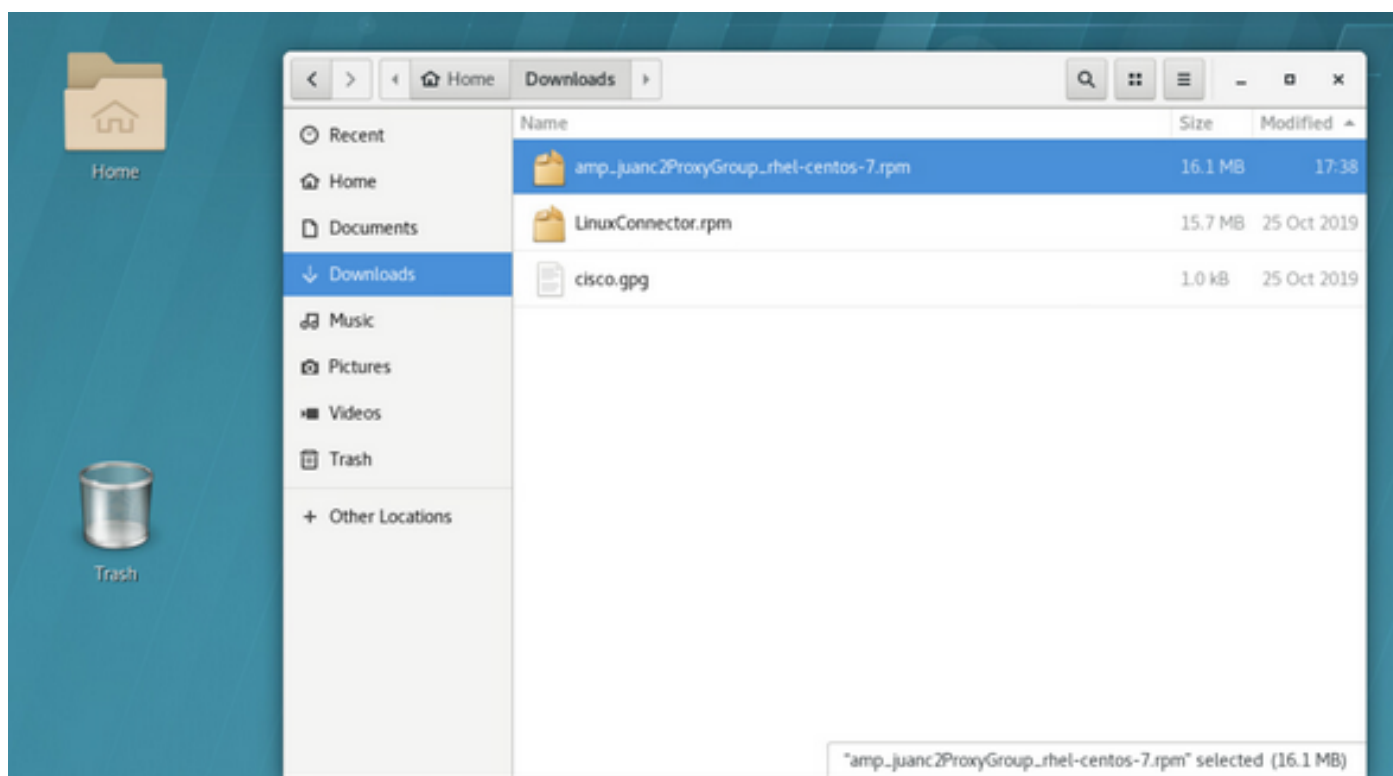 Home
Trash
Home Downloads
Recent
Home
Documents
Downloads
Music
Pictures
Videos
Trash
+ Other Locations
Name Size Modified
amp_juanc2ProxyGroup_rhel-centos-7.rpm 16.1 MB 17:38
LinuxConnector.rpm 15.7 MB 25 Oct 2019
cisco.gpg 1.0 kB 25 Oct 2019
"amp_juanc2ProxyGroup_rhel-centos-7.rpm" selected (16.1 MB)